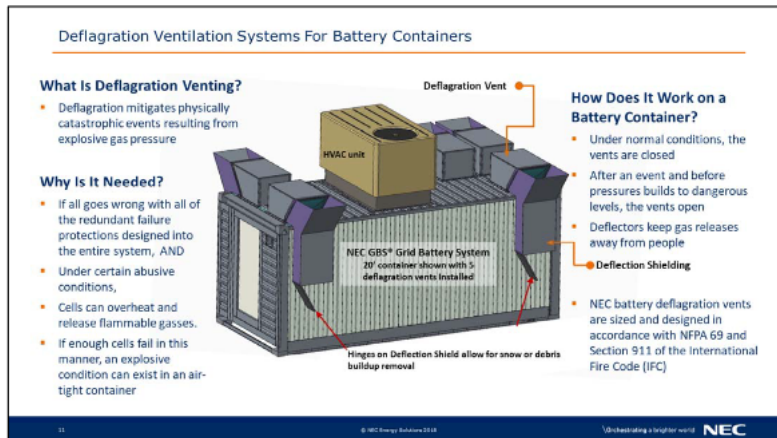 Deflagration Ventilation Systems For Battery Containers
What Is Deflagration Venting?
▪ Deflagration mitigates physically
catastrophic events resulting from
explosive gas pressure
Why Is It Needed?
▪ If all goes wrong with all of
the redundant failure
protections designed into
the entire system, AND
▪ Under certain abusive
conditions,
▪ Cells can overheat and
release flammable gasses.
▪ If enough cells fail in this
manner, an explosive
condition can exist in an air-
tight container
Deflagration Vent
HVAC unit
NEC GBS® Grid Battery System
20' container shown with 5
deflagration vents installed
Deflection Shielding
Hinges on Deflection Shield allow for snow or debris
buildup removal
How Does It Work on a
Battery Container?
▪ Under normal conditions, the
vents are closed
▪ After an event and before
pressures builds to dangerous
levels, the vents open
▪ Deflectors keep gas releases
away from people
▪ NEC battery deflagration vents
are sized and designed in
accordance with NFPA 69 and
Section 911 of the International
Fire Code (IFC)
11
© NEC Energy Solutions 2018
\Orchestrating a brighter world NEC